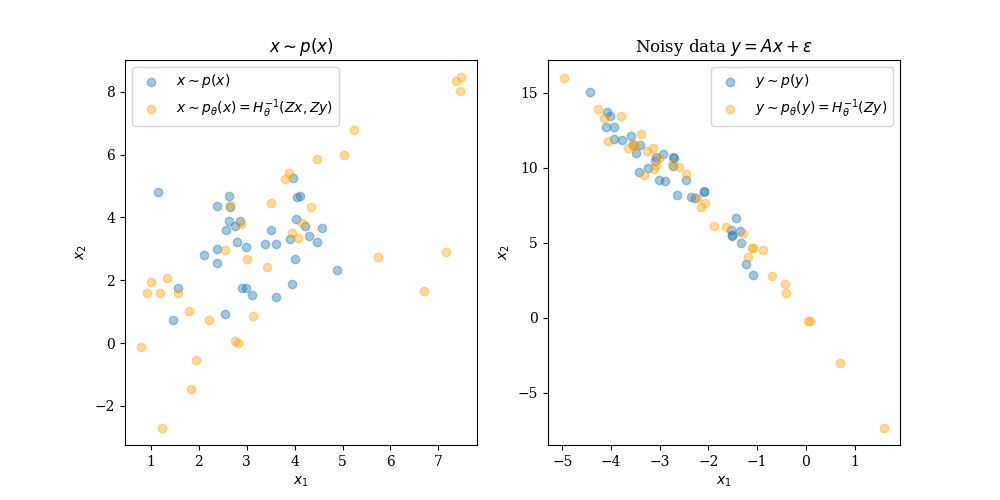 x ~ p(x)
x ~ p(x)
x ~ p_θ(x) = H_θ^{-1}(Zx, Zy)
8
6
4
2
0
−2
x_2
1 2 3 4 5 6 7
x_1
Noisy data y = Ax + ε
y ~ p(y)
y ~ p_θ(y) = H_θ^{-1}(Zy)
15
10
5
0
−5
x_2
−5 −4 −3 −2 −1 0 1
x_1